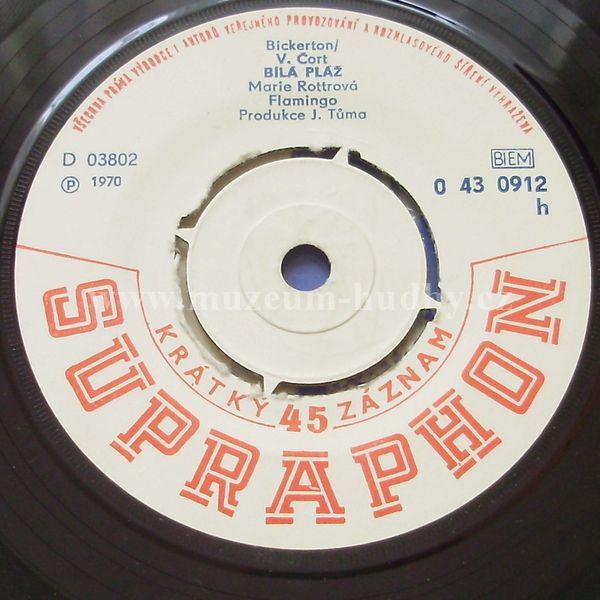 VŠECHNA PRÁVA VÝROBCE I AUTORŮ VEŘEJNÉHO PROVOZOVÁNÍ A ROZHLASOVÉHO ŠÍŘENÍ VYHRAŽENA
Bickerton/
V. Čort
BÍLÁ PLÁŽ
Marie Rottrová
Flamingo
Produkce J. Tůma
D 03802
℗ 1970
BIEM
0 43 0912
h
www.muzeum-hudby.cz
KRÁTKÝ 45 ZÁZNAM
SUPRAPHON